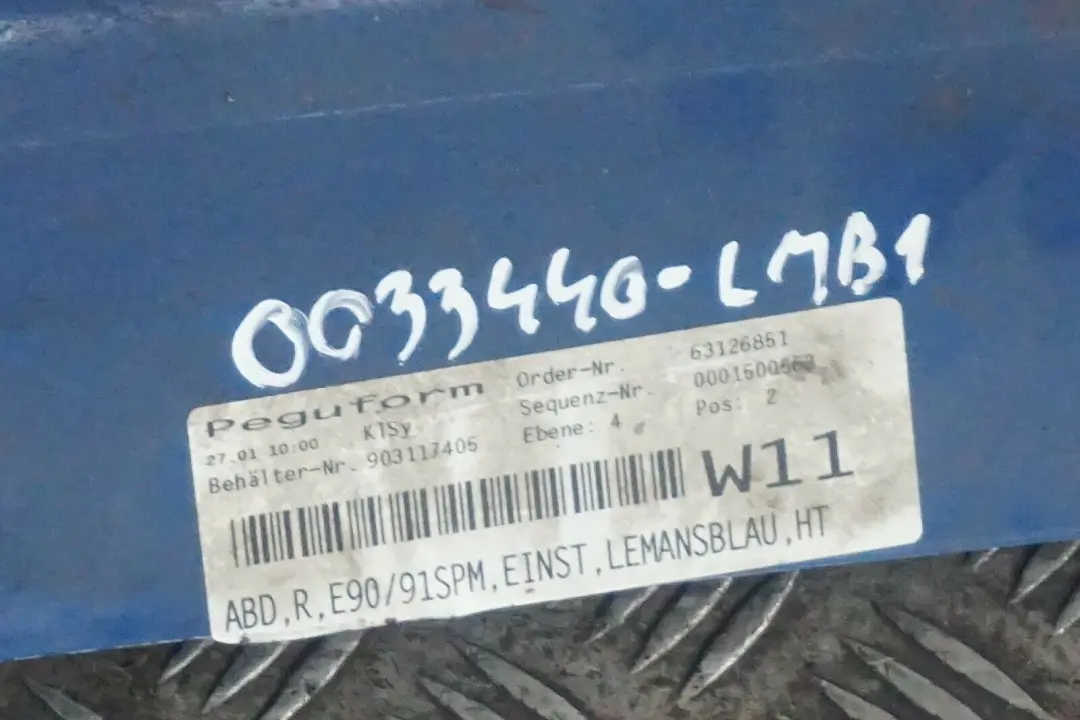 0033440-LMB1
Peguform Order-Nr. 63126851
27.01 10:00 K1Sy. Sequenz-Nr.
Behälter-Nr. 903117405 Ebene: 4 Pos: 2
W11
ABD,R,E90/91SPM,EINST,LEMANSBLAU,HT